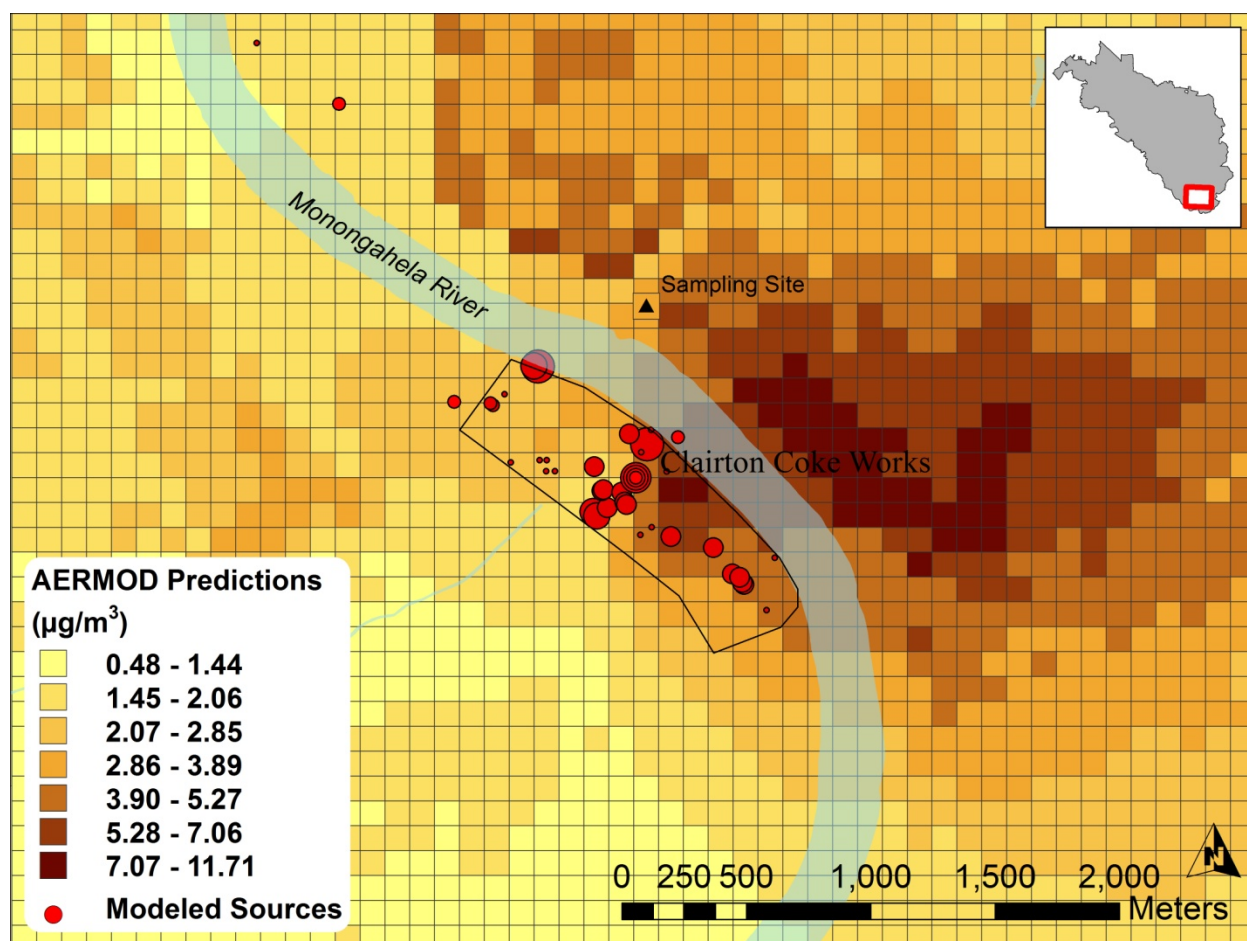 Monongahela River
Sampling Site
Clairton Coke Works
AERMOD Predictions
(µg/m³)
0.48 - 1.44
1.45 - 2.06
2.07 - 2.85
2.86 - 3.89
3.90 - 5.27
5.28 - 7.06
7.07 - 11.71
Modeled Sources
N
0 250 500 1,000 1,500 2,000
Meters